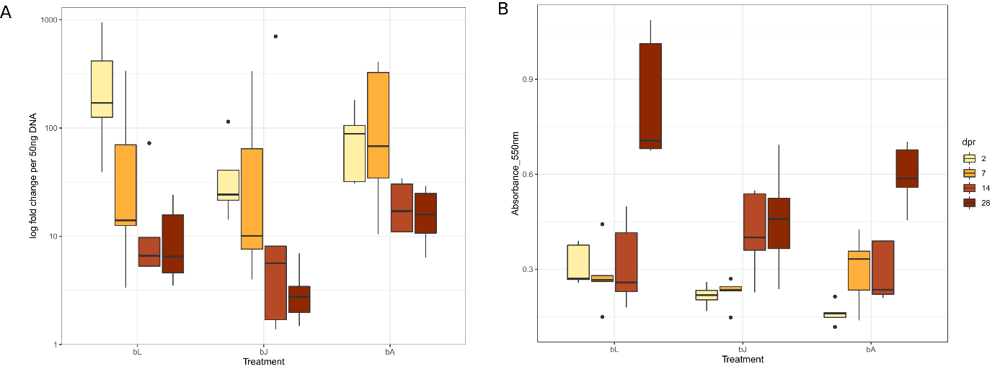 A
1000
100
10
1
log fold change per 50ng DNA
bL
bJ
bA
Treatment
B
0.9
0.6
0.3
Absorbance_550nm
bL
bJ
bA
Treatment
dpr
2
7
14
28